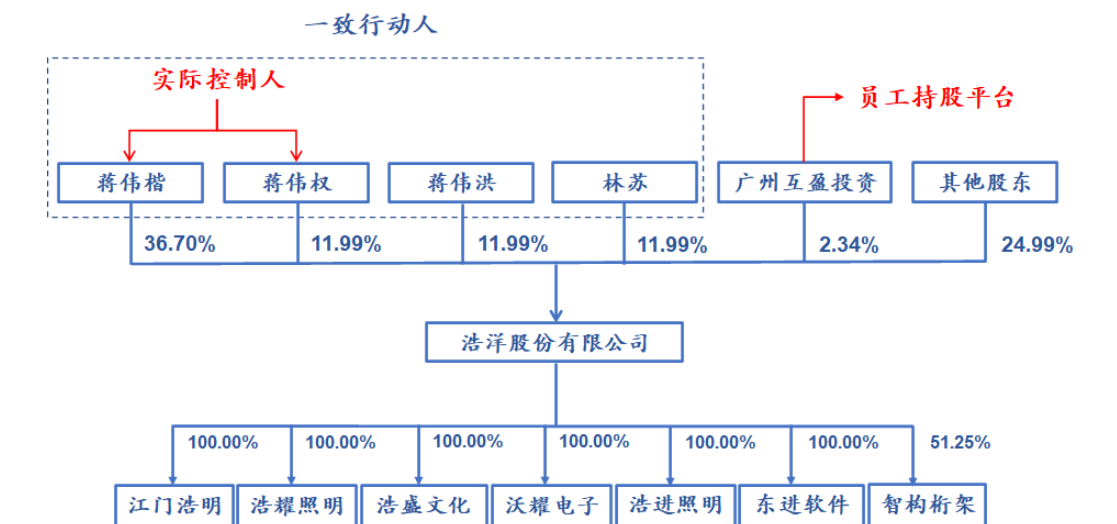 一致行动人
实际控制人
员工持股平台
蒋伟楷 蒋伟权 蒋伟洪 林苏 广州互盈投资 其他股东
36.70% 11.99% 11.99% 11.99% 2.34% 24.99%
浩洋股份有限公司
100.00% 100.00% 100.00% 100.00% 100.00% 100.00% 51.25%
江门浩明 浩耀照明 浩盛文化 沃耀电子 浩进照明 东进软件 智构桁架